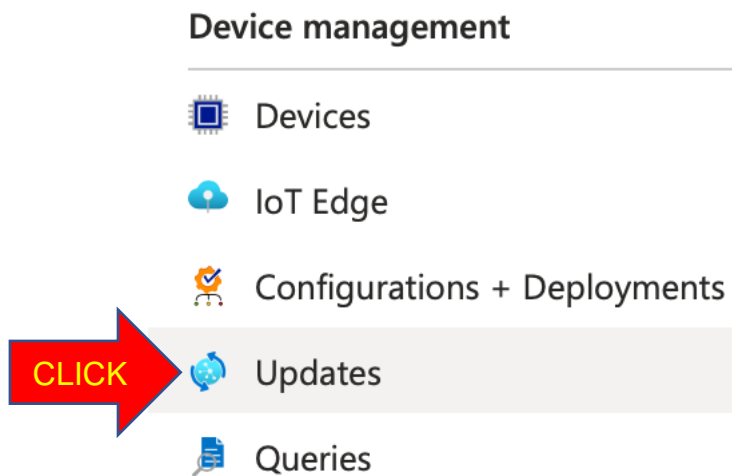 Device management
Devices
IoT Edge
Configurations + Deployments
CLICK
Updates
Queries